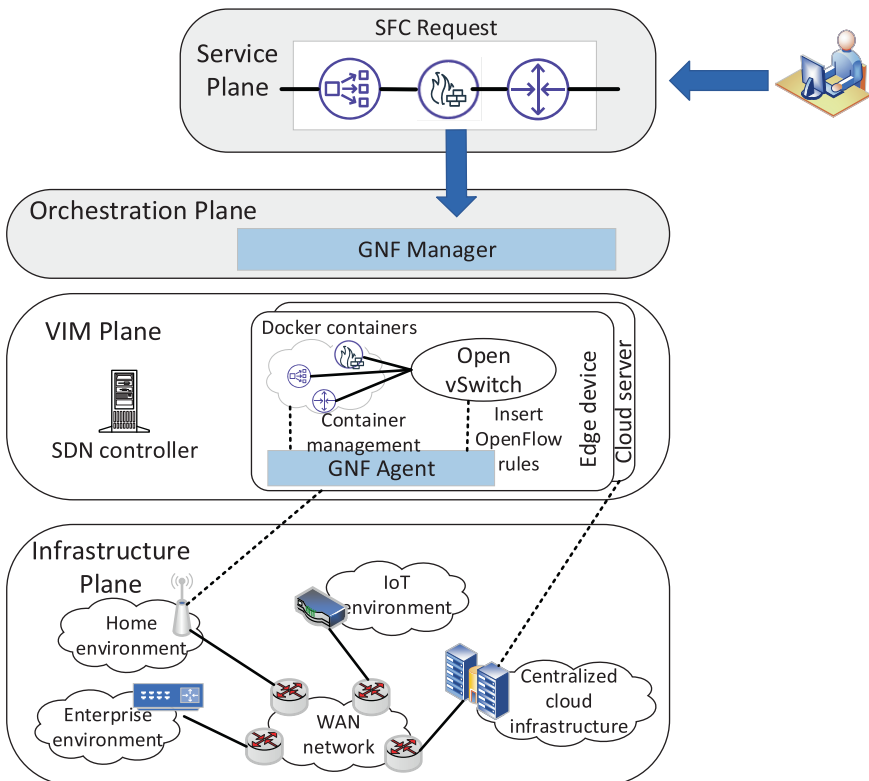 SFC Request
Service
Plane
Orchestration Plane
GNF Manager
VIM Plane
SDN controller
Docker containers
Open
vSwitch
Container
management
Insert
OpenFlow
rules
GNF Agent
Edge device
Cloud server
Infrastructure
Plane
Home
environment
IoT
environment
Enterprise
environment
WAN
network
Centralized
cloud
infrastructure